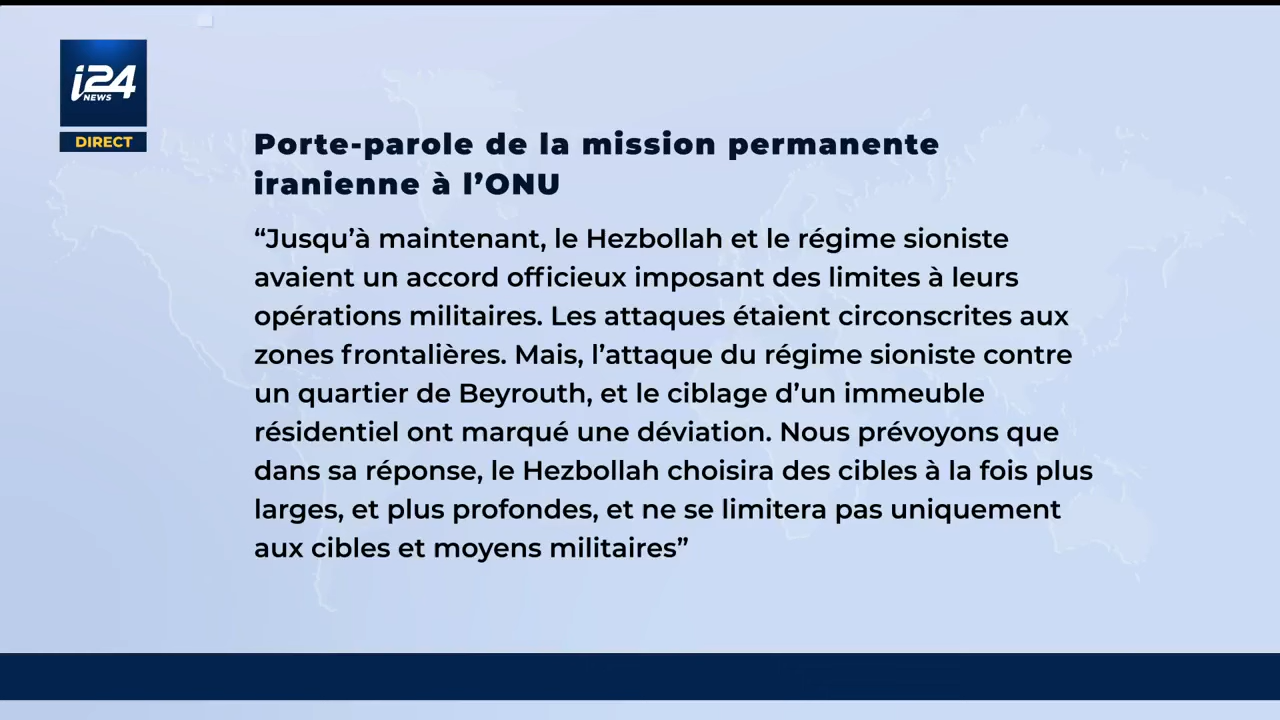 i24
NEWS
DIRECT
Porte-parole de la mission permanente
iranienne à l’ONU
“Jusqu’à maintenant, le Hezbollah et le régime sioniste
avaient un accord officieux imposant des limites à leurs
opérations militaires. Les attaques étaient circonscrites aux
zones frontalières. Mais, l’attaque du régime sioniste contre
un quartier de Beyrouth, et le ciblage d’un immeuble
résidentiel ont marqué une déviation. Nous prévoyons que
dans sa réponse, le Hezbollah choisira des cibles à la fois plus
larges, et plus profondes, et ne se limitera pas uniquement
aux cibles et moyens militaires”